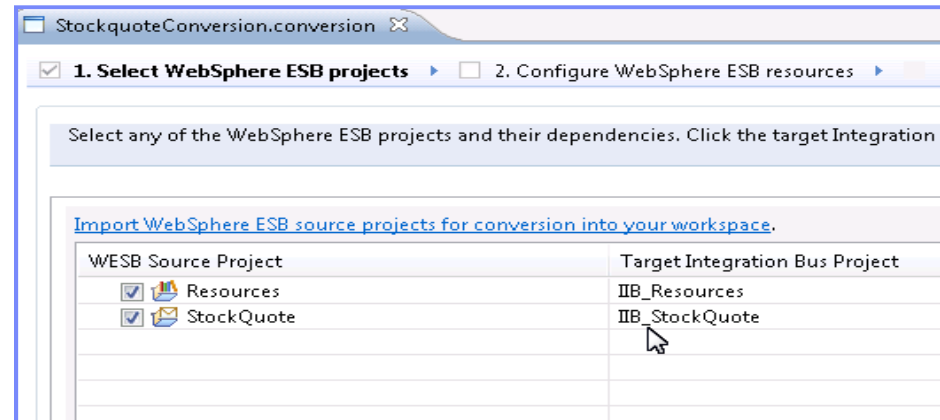 StockquoteConversion.conversion
1. Select WebSphere ESB projects 2. Configure WebSphere ESB resources
Select any of the WebSphere ESB projects and their dependencies. Click the target Integration
Import WebSphere ESB source projects for conversion into your workspace.
WESB Source Project Target Integration Bus Project
Resources IIB_Resources
StockQuote IIB_StockQuote